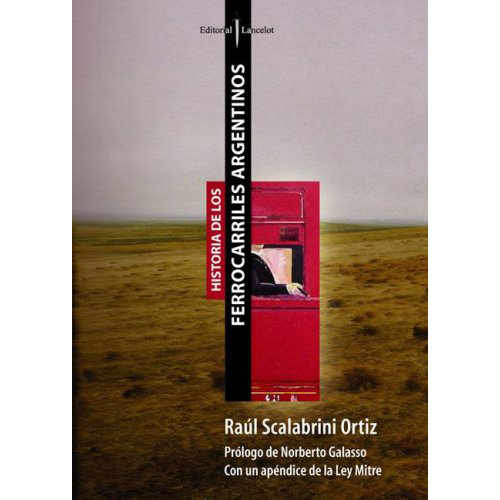 Editorial Lancelot
HISTORIA DE LOS
FERROCARRILES ARGENTINOS
Raúl Scalabrini Ortiz
Prólogo de Norberto Galasso
Con un apéndice de la Ley Mitre